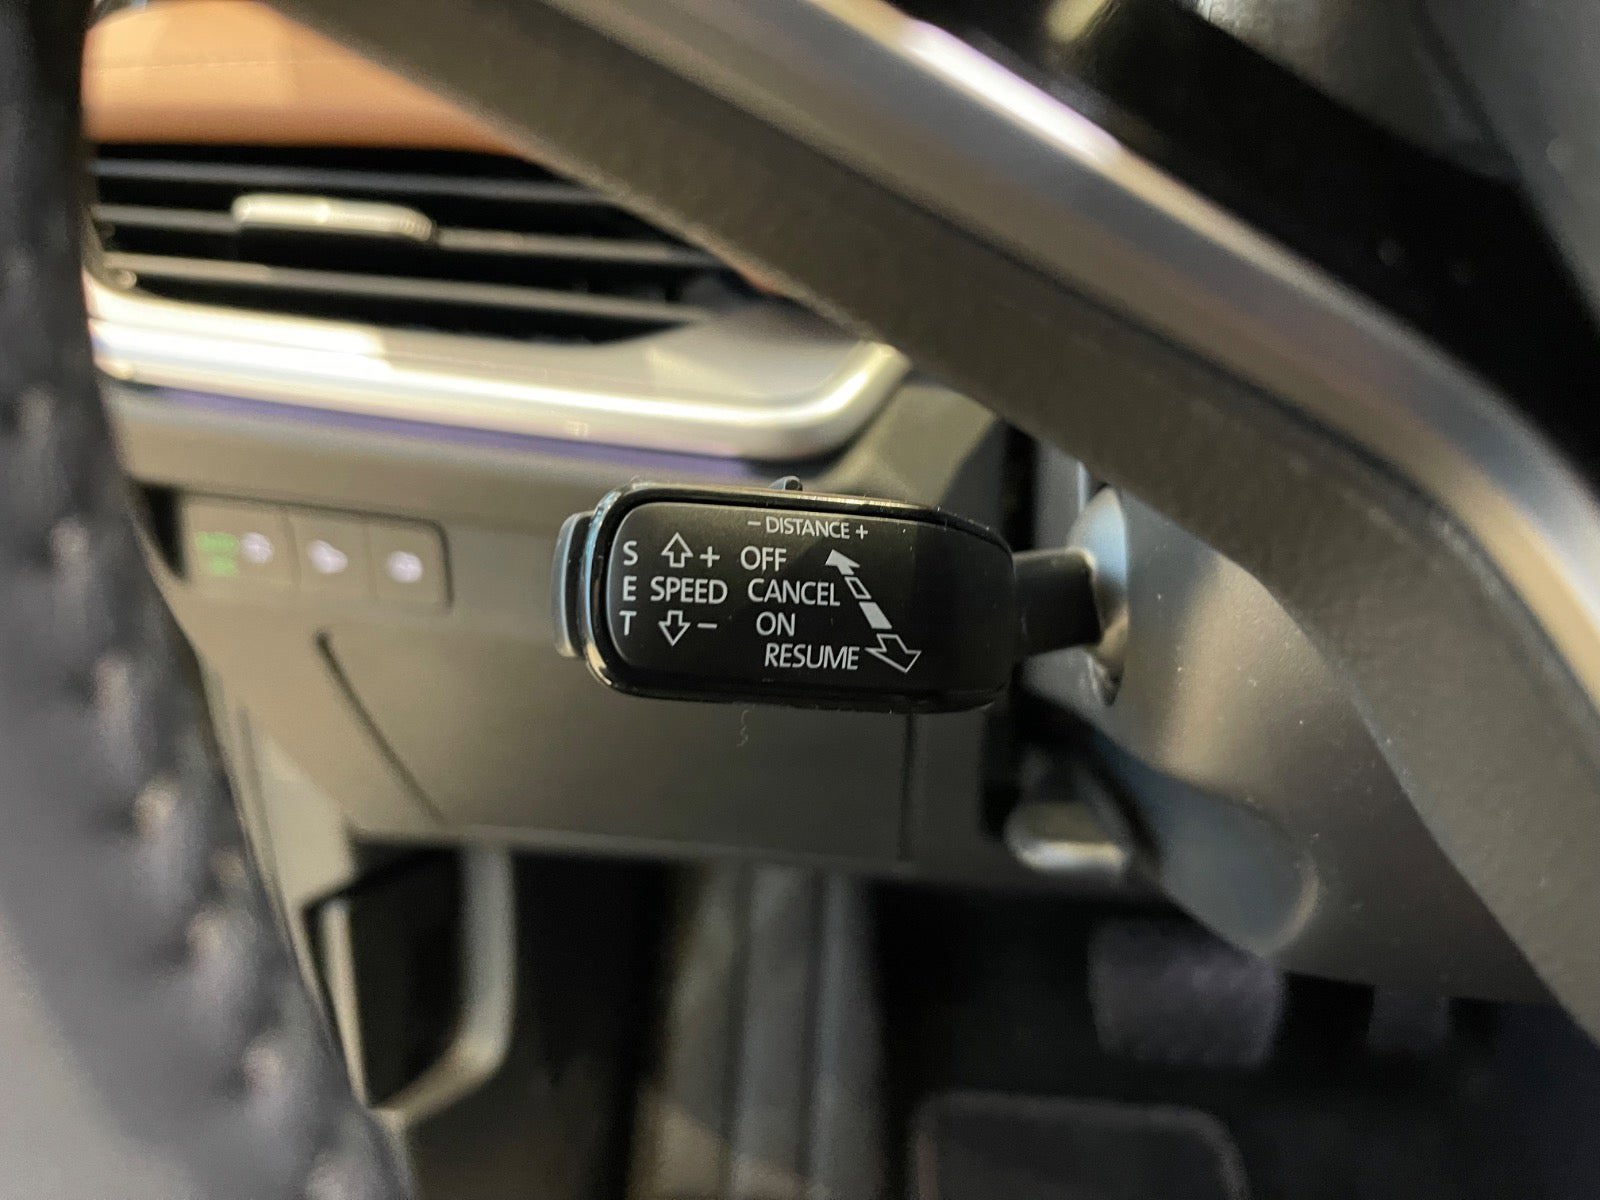 - DISTANCE +
S + OFF
E SPEED CANCEL
T - ON
RESUME